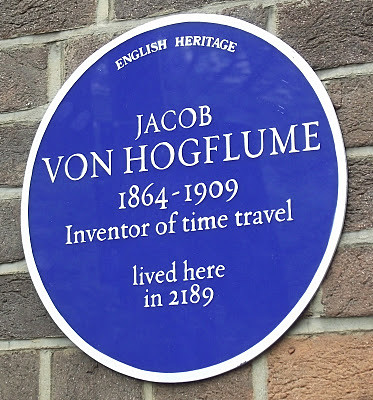 ENGLISH HERITAGE
JACOB
VON HOGFLUME
1864-1909
Inventor of time travel
lived here
in 2189